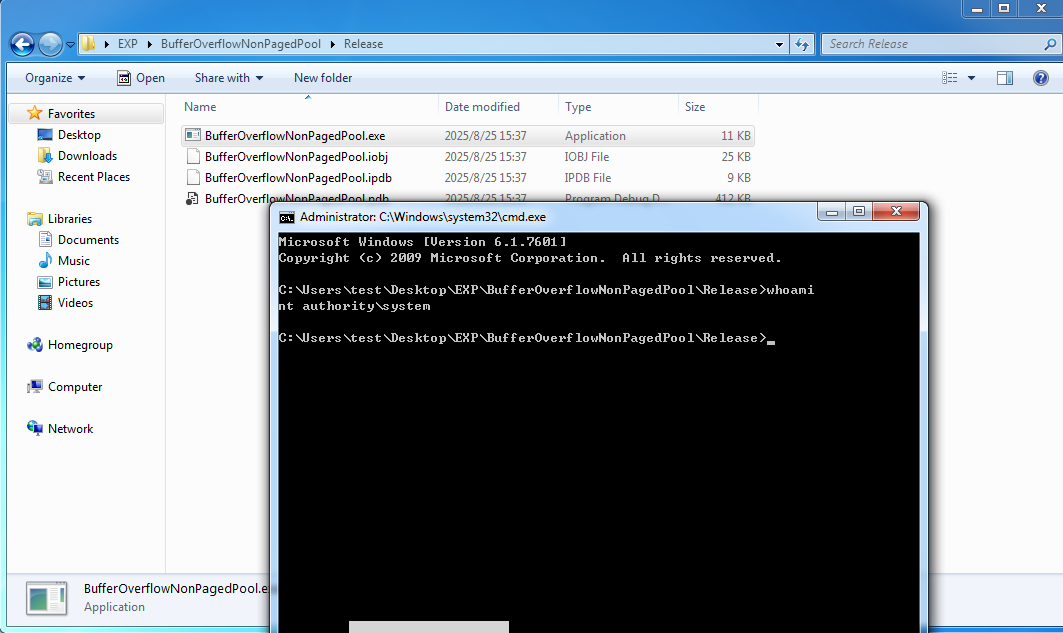 EXP BufferOverflowNonPagedPool Release
Search Release
Organize Open Share with New folder
Name Date modified Type Size
Favorites
Desktop
Downloads
Recent Places
Libraries
Documents
Music
Pictures
Videos
Homegroup
Computer
Network
BufferOverflowNonPagedPool.exe 2025/8/25 15:37 Application 11 KB
BufferOverflowNonPagedPool.iobj 2025/8/25 15:37 IOBJ File 25 KB
BufferOverflowNonPagedPool.ipdb 2025/8/25 15:37 IPDB File 9 KB
BufferOverflowNonPagedPool.pdb 2025/8/25 15:37 Program Debug D... 412 KB
Administrator: C:\Windows\system32\cmd.exe
Microsoft Windows [Version 6.1.7601]
Copyright (c) 2009 Microsoft Corporation.  All rights reserved.
C:\Users\test\Desktop\EXP\BufferOverflowNonPagedPool\Release>whoami
nt authority\system
C:\Users\test\Desktop\EXP\BufferOverflowNonPagedPool\Release>
BufferOverflowNonPagedPool.e
Application